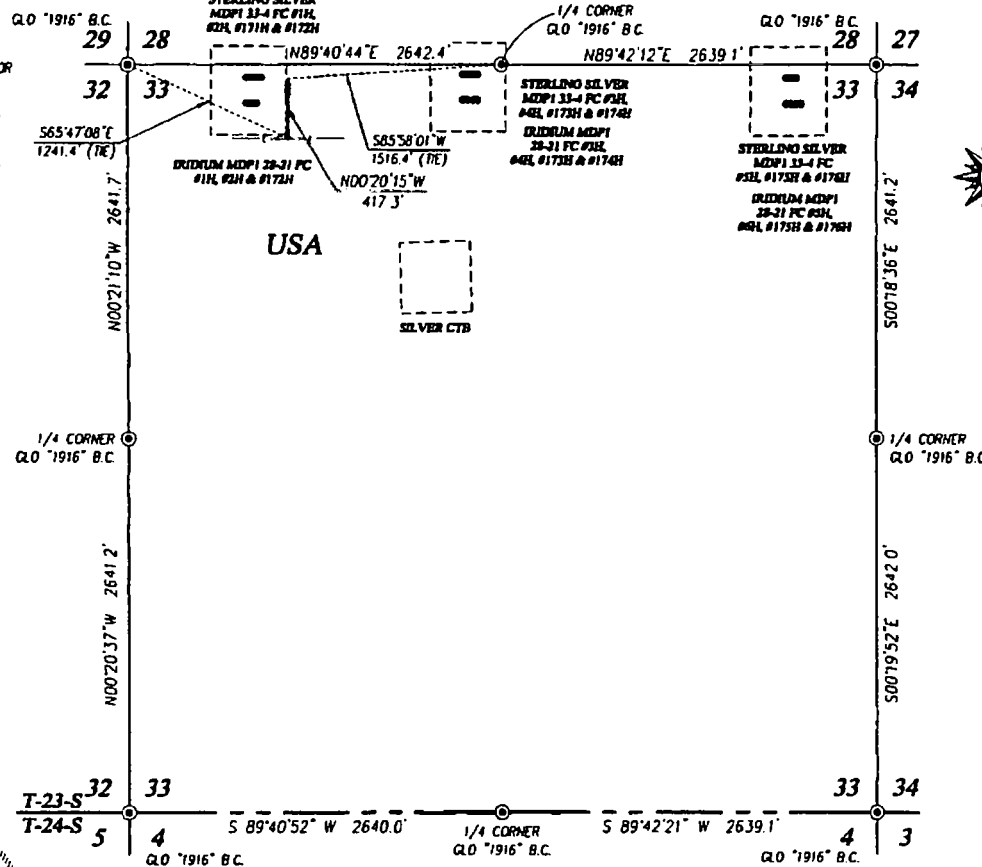 STERLING SILVER
MDP1 33-4 FC #1H,
#2H, #171H & #172H
1/4 CORNER
GLO "1916" B.C.
GLO "1916" B.C.
GLO "1916" B.C.
29 28
28 27
N89°40'44"E 2642.4'
N89°42'12"E 2639.1'
OR
32 33
33 34
STERLING SILVER
MDP1 33-4 FC #3H,
#4H, #173H & #174H
IRIDIUM MDP1
28-21 FC #3H,
#4H, #173H & #174H
S65°47'08"E
1241.4' (TIE)
S85°58'01"W
1516.4' (TIE)
STERLING SILVER
MDP1 33-4 FC
#5H, #175H & #176H
IRIDIUM MDP1 28-21 FC
#1H, #2H & #172H
N00°20'15"W
417.3'
IRIDIUM MDP1
28-21 FC #5H,
#6H, #175H & #176H
N00°21'10"W 2641.7'
USA
S00°18'36"E 2641.2'
SILVER CTB
1/4 CORNER
GLO "1916" B.C.
1/4 CORNER
GLO "1916" B.C.
N00°20'37"W 2641.2'
S00°19'52"E 2642.0'
T-23-S 32 33
33 34
T-24-S 5 4
S 89°40'52" W 2640.0'
1/4 CORNER
GLO "1916" B.C.
S 89°42'21" W 2639.1'
4 3
GLO "1916" B.C.
GLO "1916" B.C.